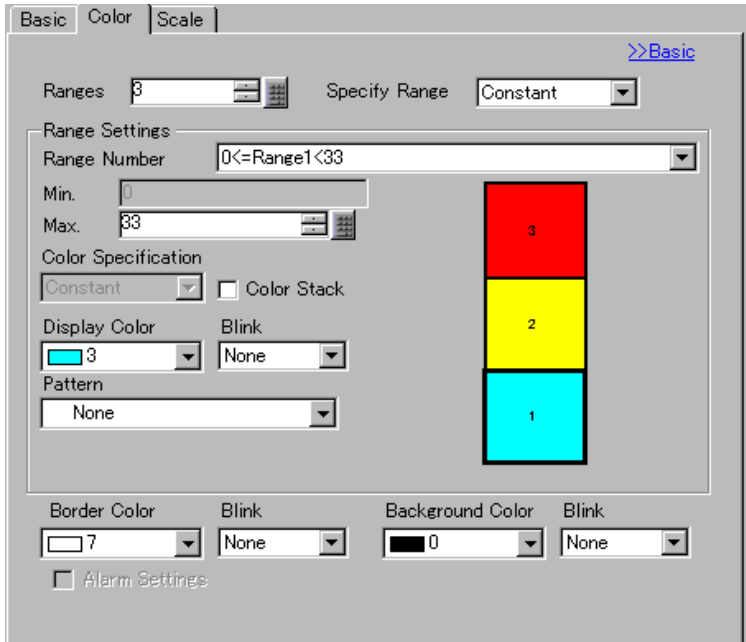 Basic Color Scale
>>Basic
Ranges 3 Specify Range Constant
Range Settings
Range Number 0<=Range1<33
Min. 0
Max. 33
Color Specification
Constant Color Stack
Display Color Blink
3 None
Pattern
None
3
2
1
Border Color Blink Background Color Blink
7 None 0 None
Alarm Settings